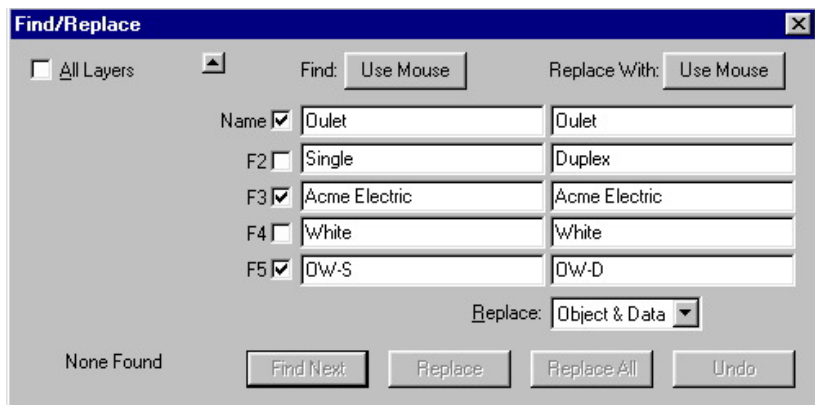 Find/Replace
All Layers Find: Use Mouse Replace With: Use Mouse
Name Oulet Oulet
F2 Single Duplex
F3 Acme Electric Acme Electric
F4 White White
F5 OW-S OW-D
Replace: Object & Data
None Found Find Next Replace Replace All Undo